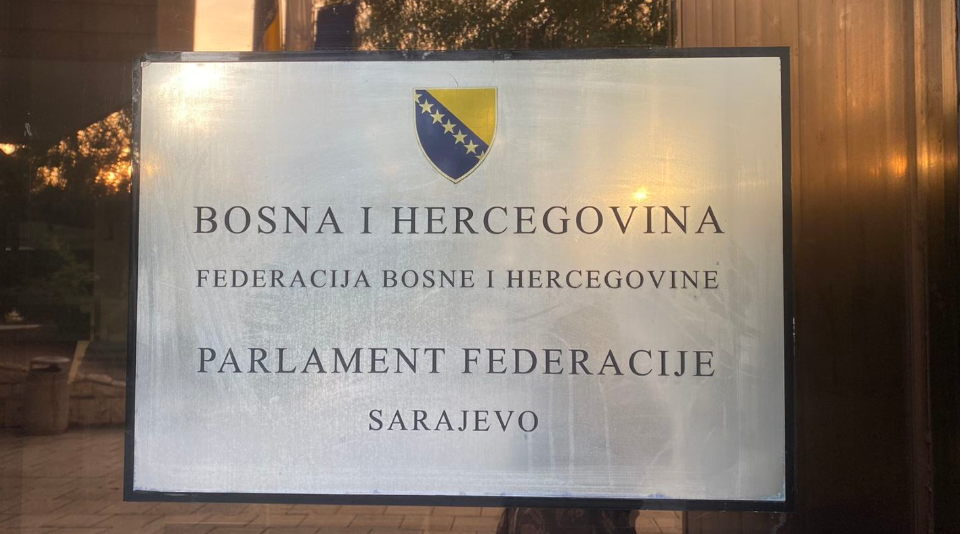 BOSNA I HERCEGOVINA
FEDERACIJA BOSNE I HERCEGOVINE
PARLAMENT FEDERACIJE
SARAJEVO